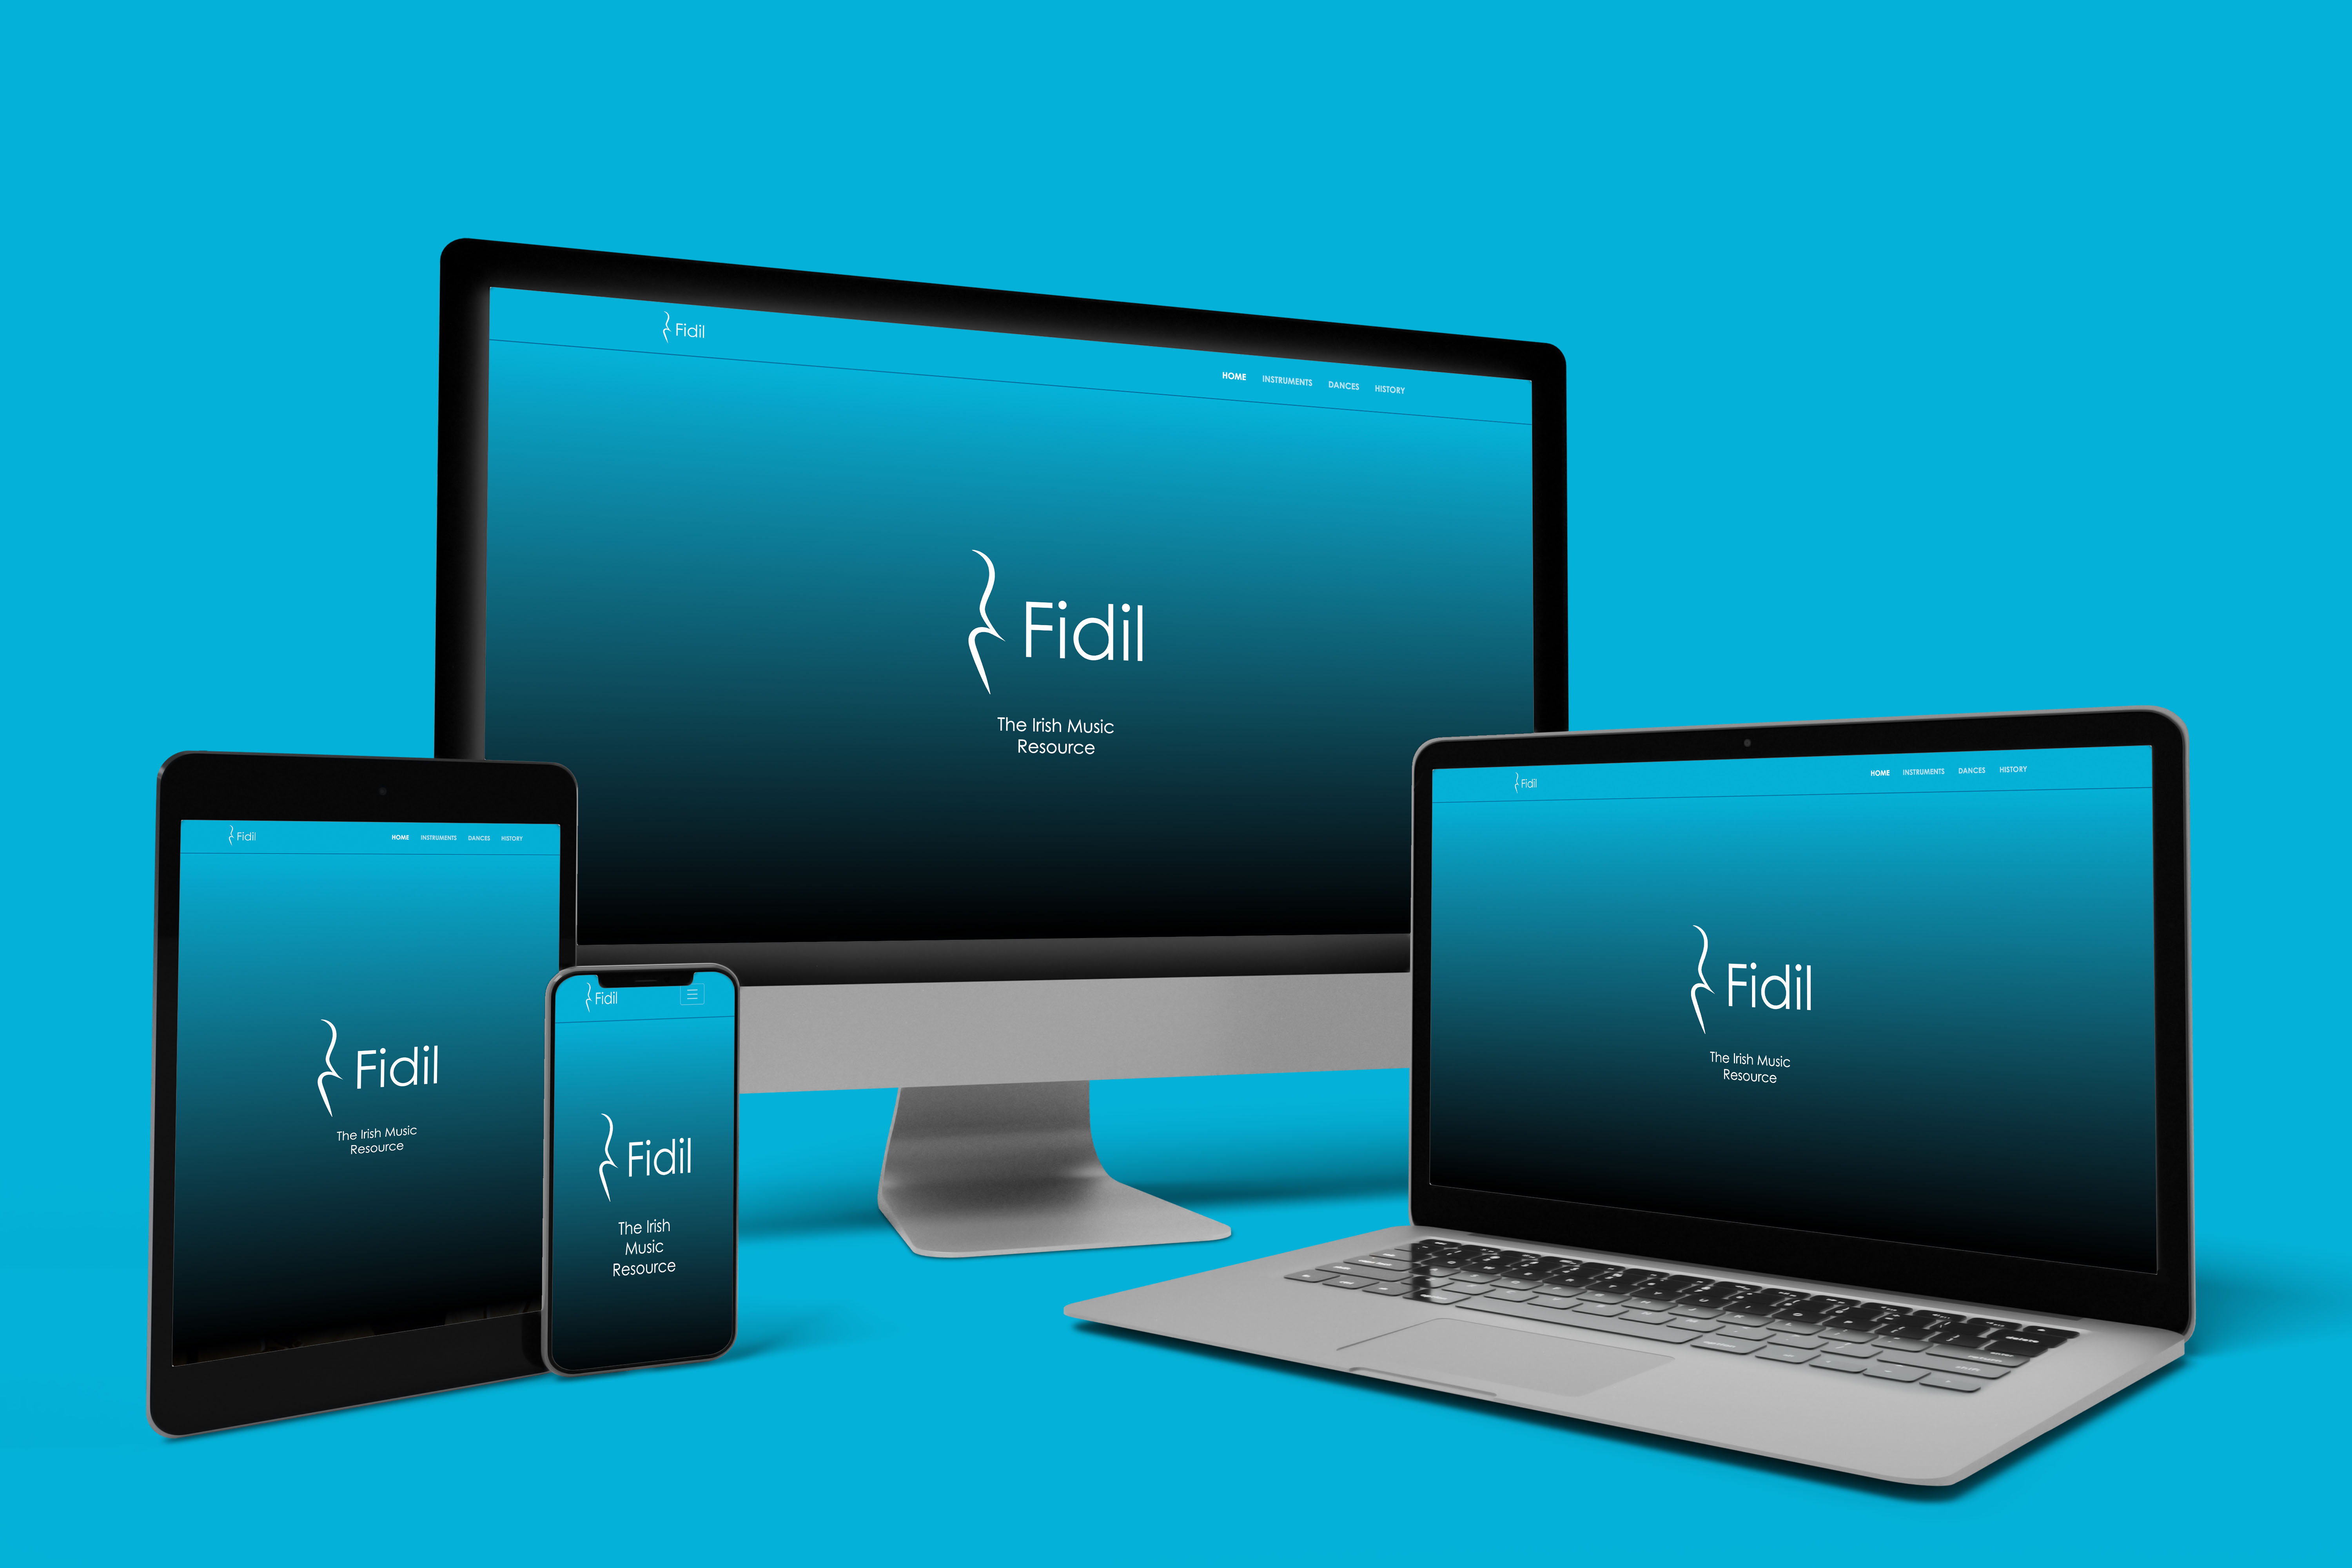 Fidil
HOME INSTRUMENTS DANCES HISTORY
Fidil
The Irish Music
Resource
Fidil
HOME INSTRUMENTS DANCES HISTORY
Fidil
The Irish Music
Resource
Fidil
Fidil
The Irish
Music
Resource
Fidil
HOME INSTRUMENTS DANCES HISTORY
Fidil
The Irish Music
Resource
delete